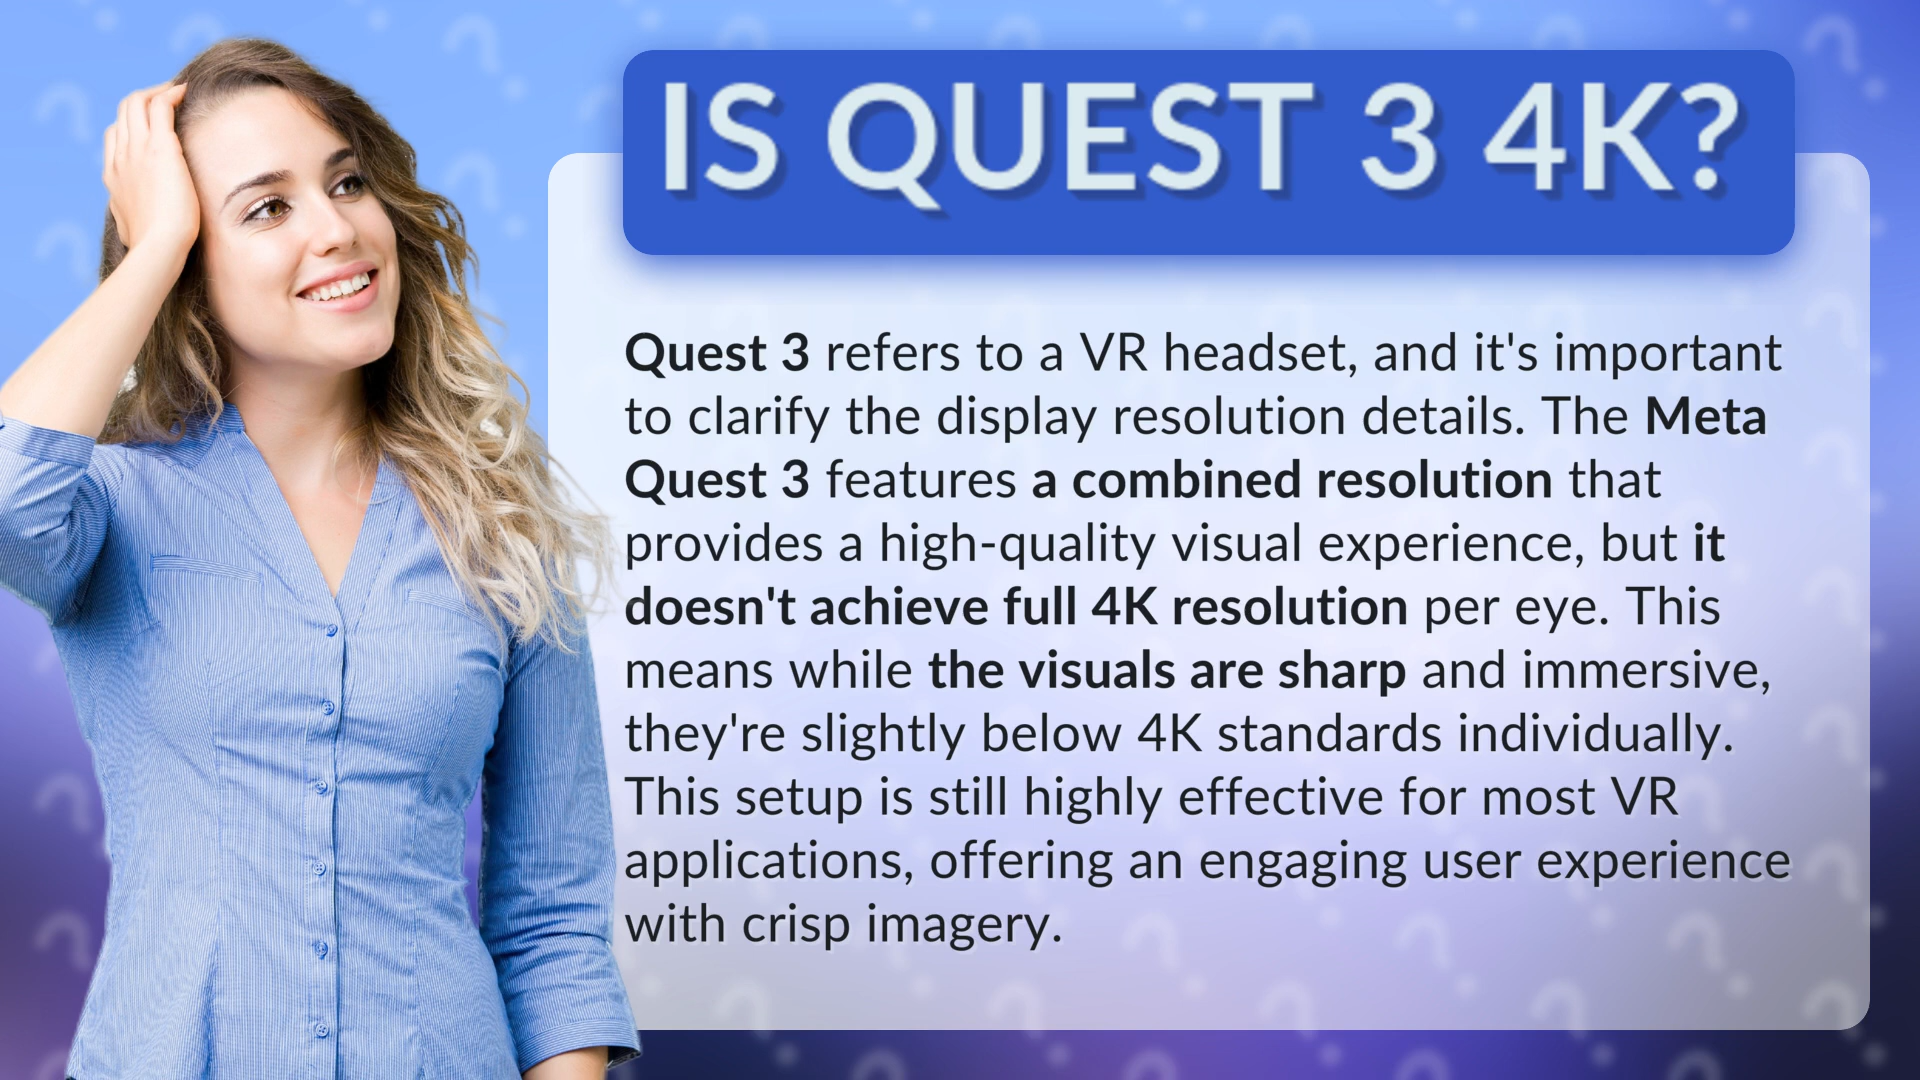 IS QUEST 3 4K?
Quest 3 refers to a VR headset, and it's important
to clarify the display resolution details. The Meta
Quest 3 features a combined resolution that
provides a high-quality visual experience, but it
doesn't achieve full 4K resolution per eye. This
means while the visuals are sharp and immersive,
they're slightly below 4K standards individually.
This setup is still highly effective for most VR
applications, offering an engaging user experience
with crisp imagery.